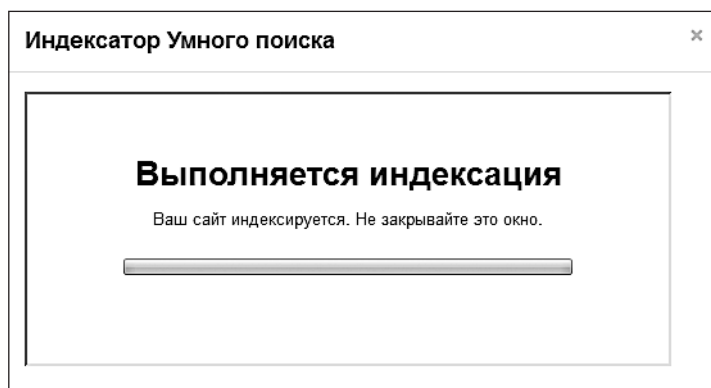 Индексатор Умного поиска ×
Выполняется индексация
Ваш сайт индексируется. Не закрывайте это окно.